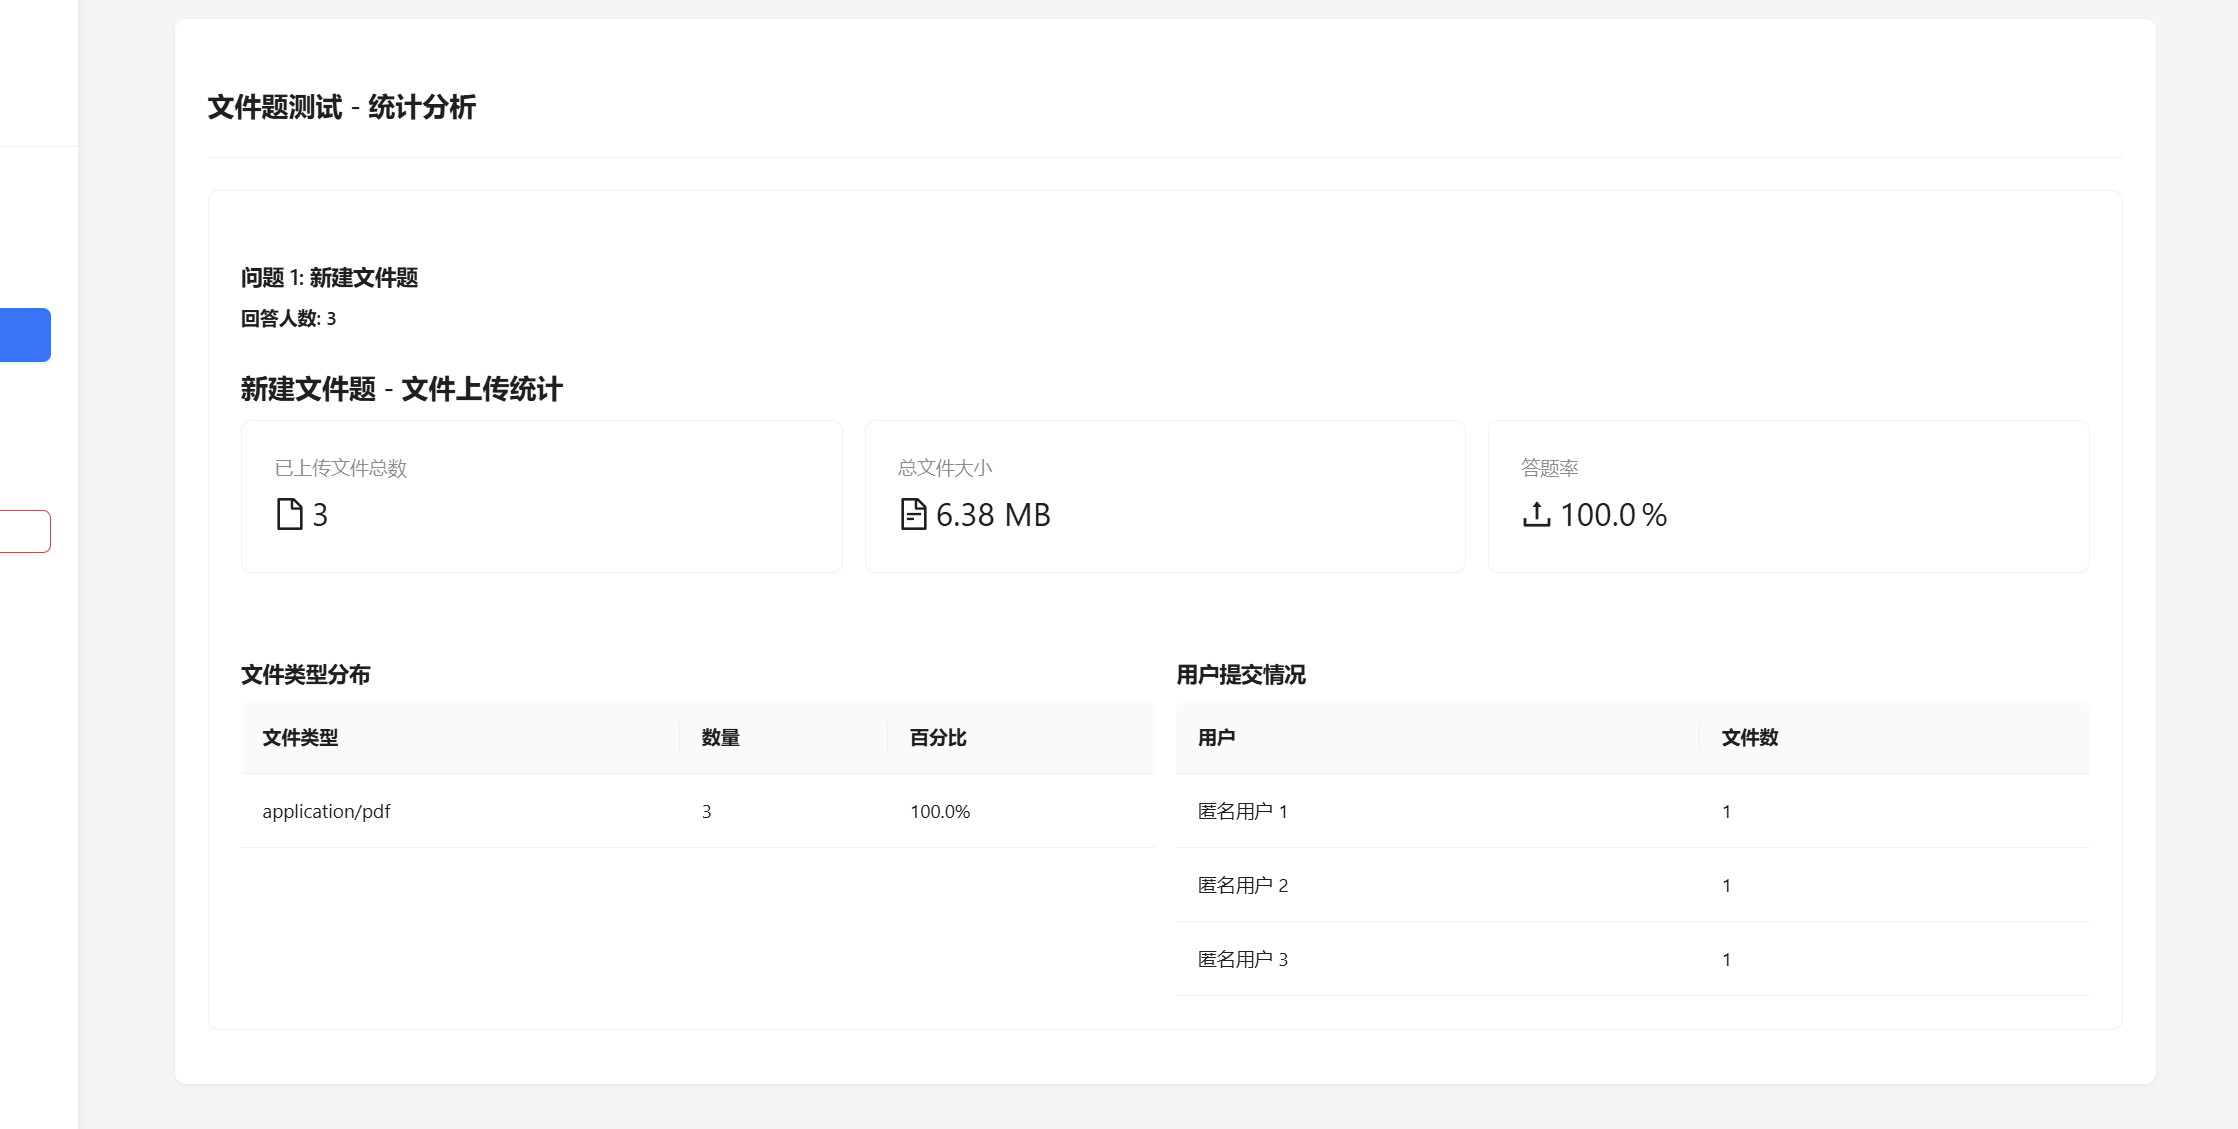 文件题测试 - 统计分析
问题 1: 新建文件题
回答人数: 3
新建文件题 - 文件上传统计
已上传文件总数
3
总文件大小
6.38 MB
答题率
100.0 %
文件类型分布
文件类型 数量 百分比
application/pdf 3 100.0%
用户提交情况
用户 文件数
匿名用户 1 1
匿名用户 2 1
匿名用户 3 1